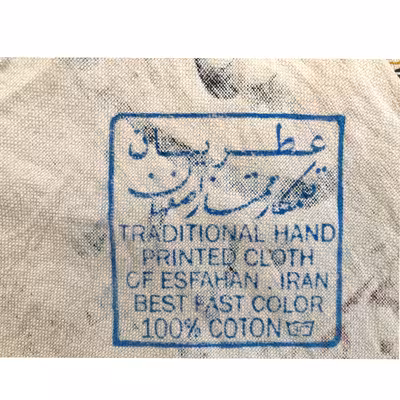 عطریان
قلمکار ممتاز اصفهان
TRADITIONAL HAND
PRINTED CLOTH
OF ESFAHAN . IRAN
BEST FAST COLOR
100% COTON